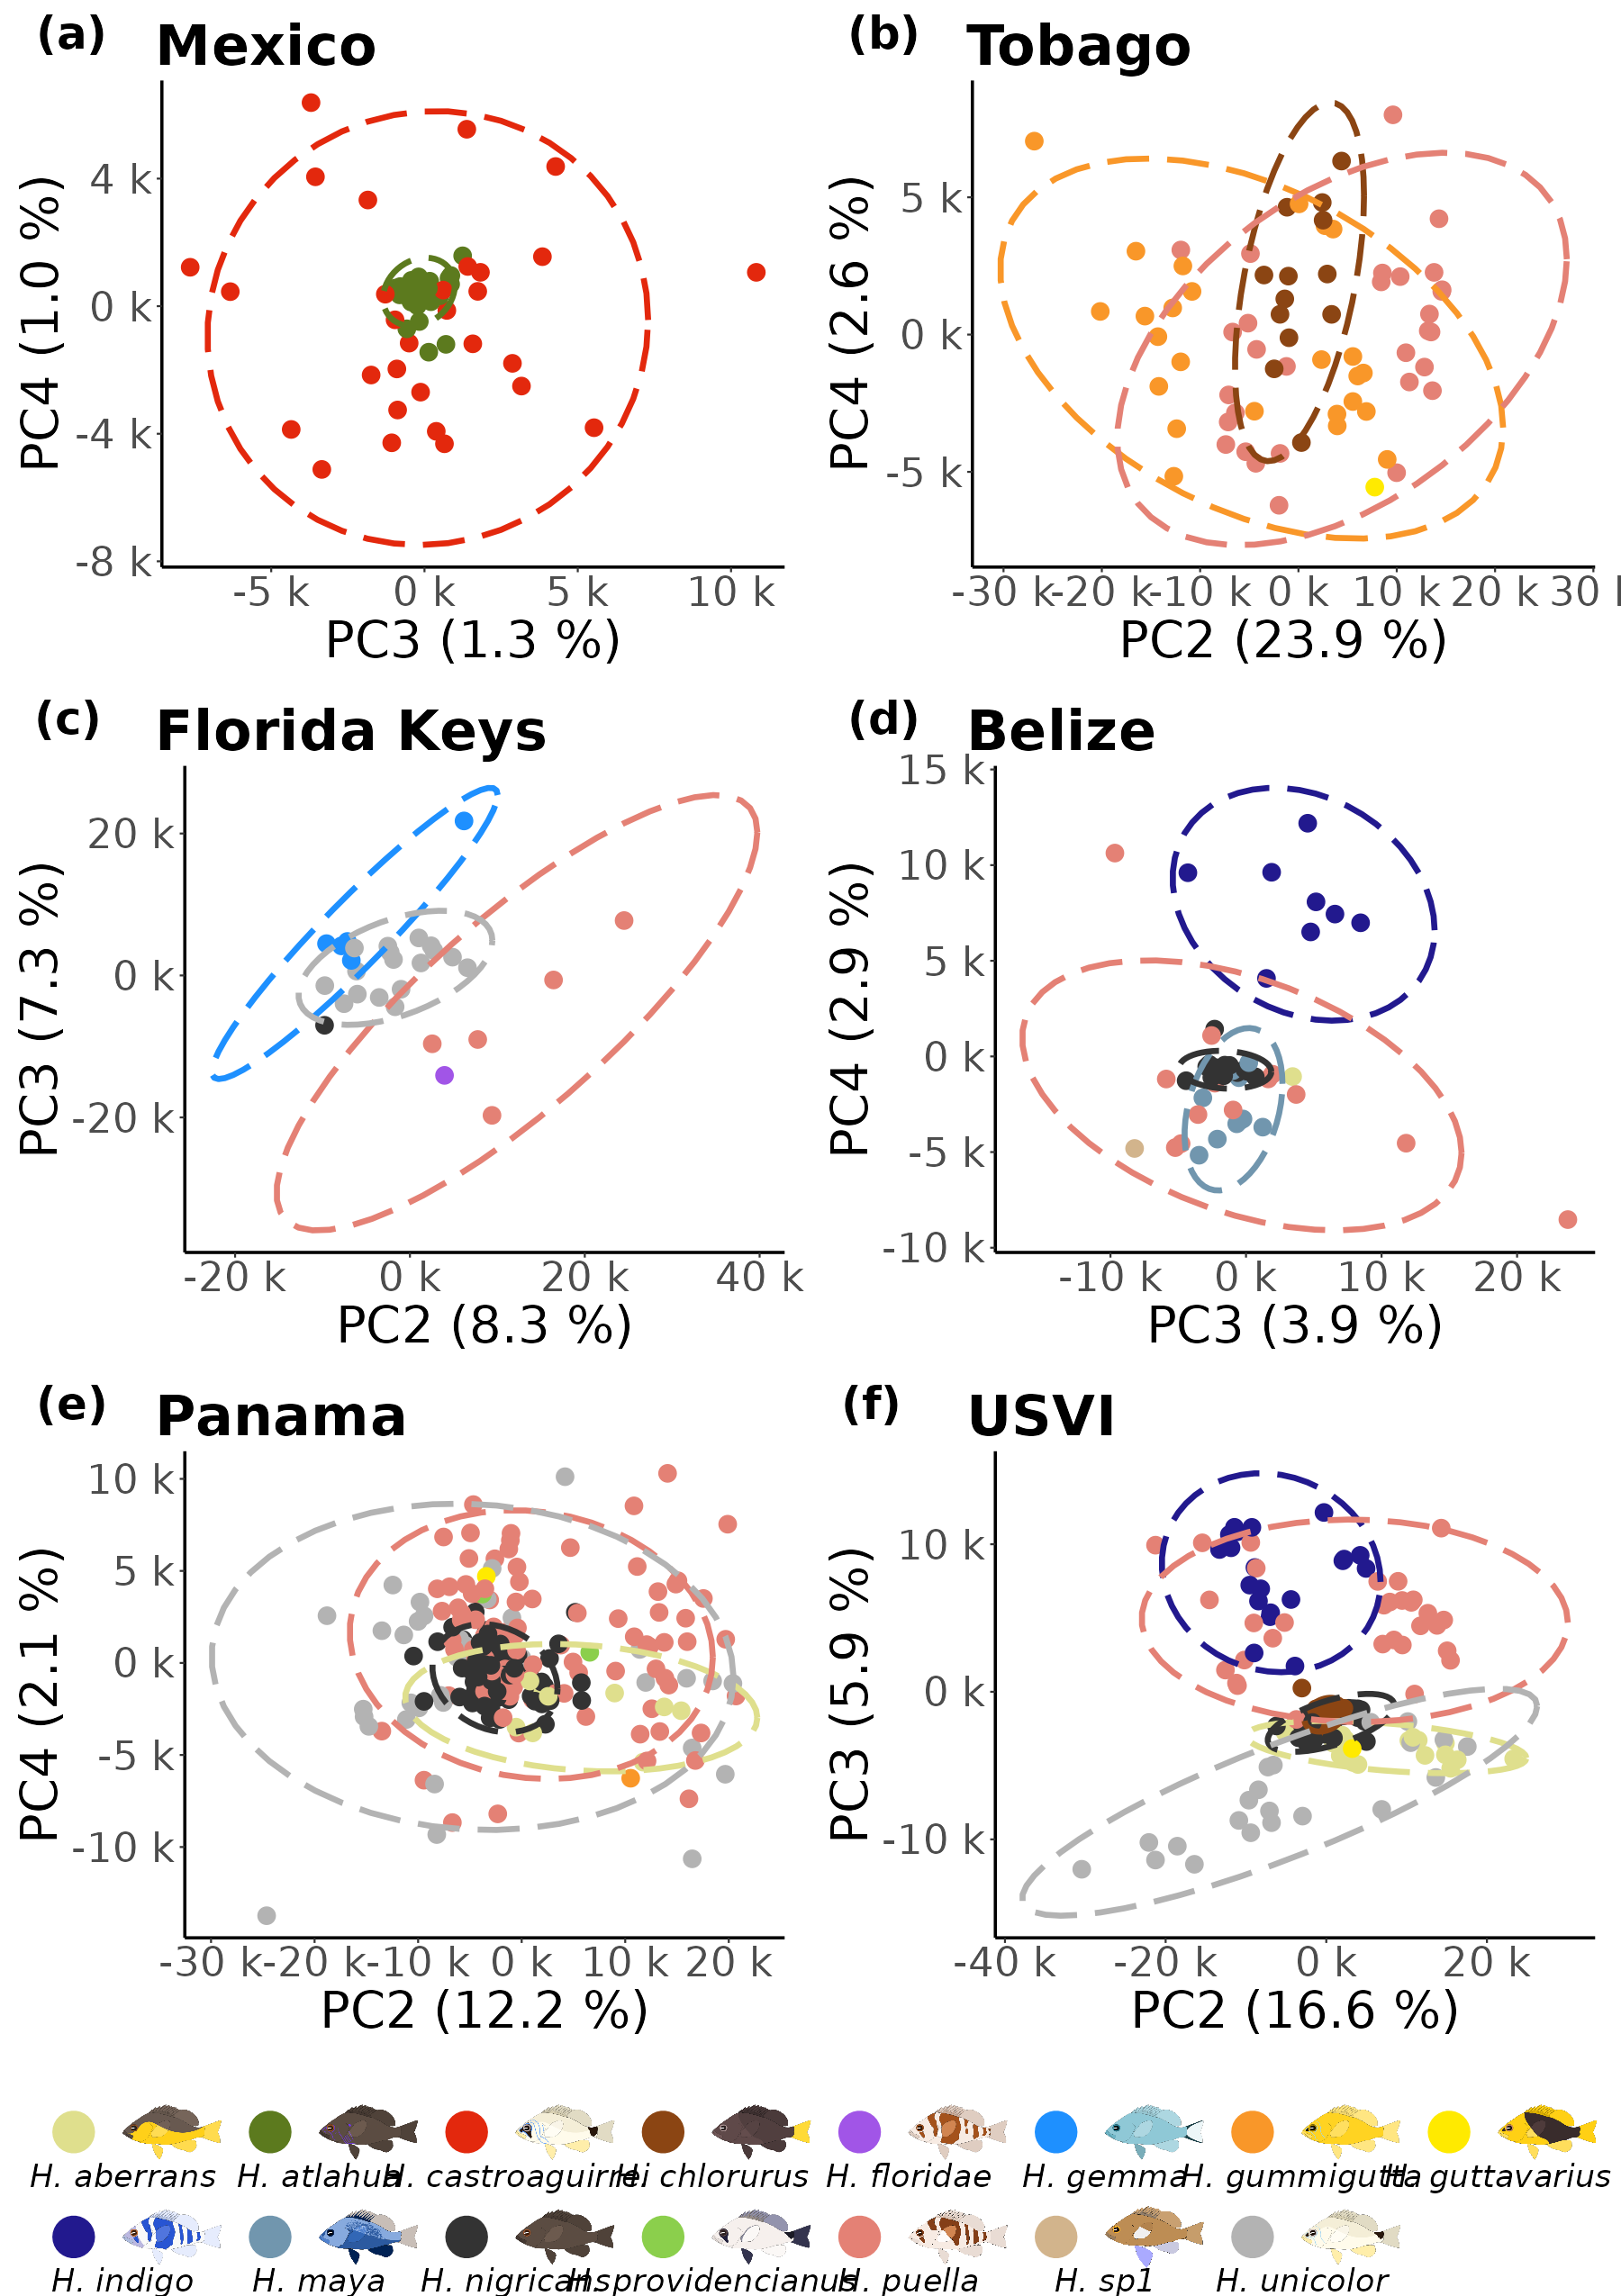 (a) Mexico
(b) Tobago
PC4 (1.0 %)
4 k
0 k
-4 k
-8 k
-5 k 0 k 5 k 10 k
PC3 (1.3 %)
PC4 (2.6 %)
5 k
0 k
-5 k
-30 k -20 k -10 k 0 k 10 k 20 k 30 k
PC2 (23.9 %)
(c) Florida Keys
(d) Belize
PC3 (7.3 %)
20 k
0 k
-20 k
-20 k 0 k 20 k 40 k
PC2 (8.3 %)
PC4 (2.9 %)
15 k
10 k
5 k
0 k
-5 k
-10 k
-10 k 0 k 10 k 20 k
PC3 (3.9 %)
(e) Panama
(f) USVI
PC4 (2.1 %)
10 k
5 k
0 k
-5 k
-10 k
-30 k -20 k -10 k 0 k 10 k 20 k
PC2 (12.2 %)
PC3 (5.9 %)
10 k
0 k
-10 k
-40 k -20 k 0 k 20 k
PC2 (16.6 %)
H. aberrans H. atlahua H. castroaguirrei H. chlorurus H. floridae H. gemma H. gummigutta H. guttavarius
H. indigo H. maya H. nigricans H. providencianus H. puella H. sp1 H. unicolor